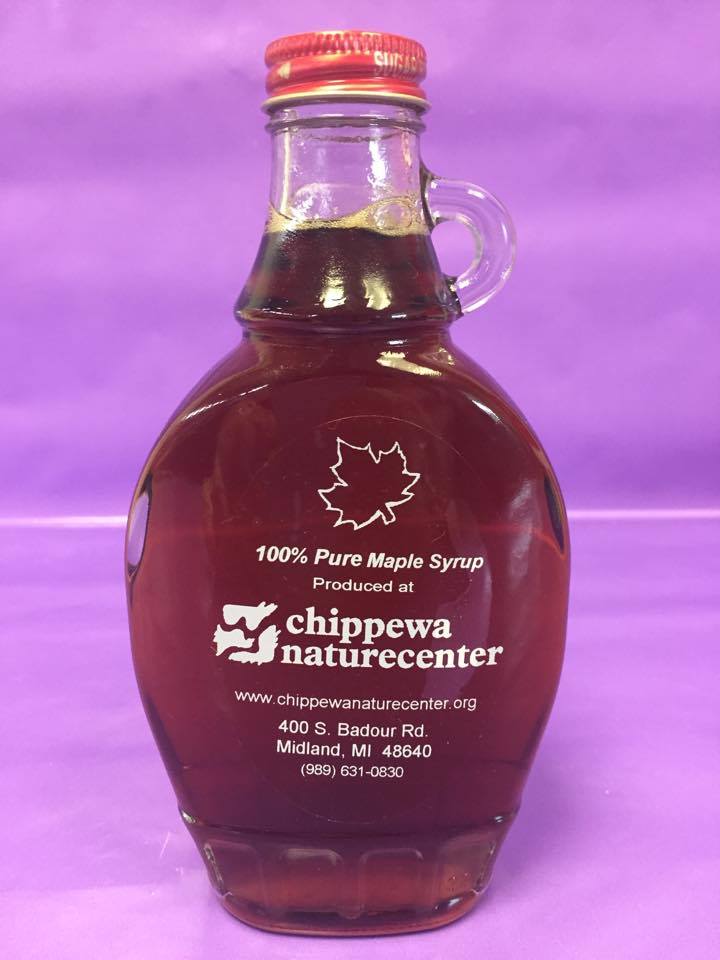 SUGAR
100% Pure Maple Syrup
Produced at
chippewa
naturecenter
www.chippewanaturecenter.org
400 S. Badour Rd.
Midland, MI 48640
(989) 631-0830